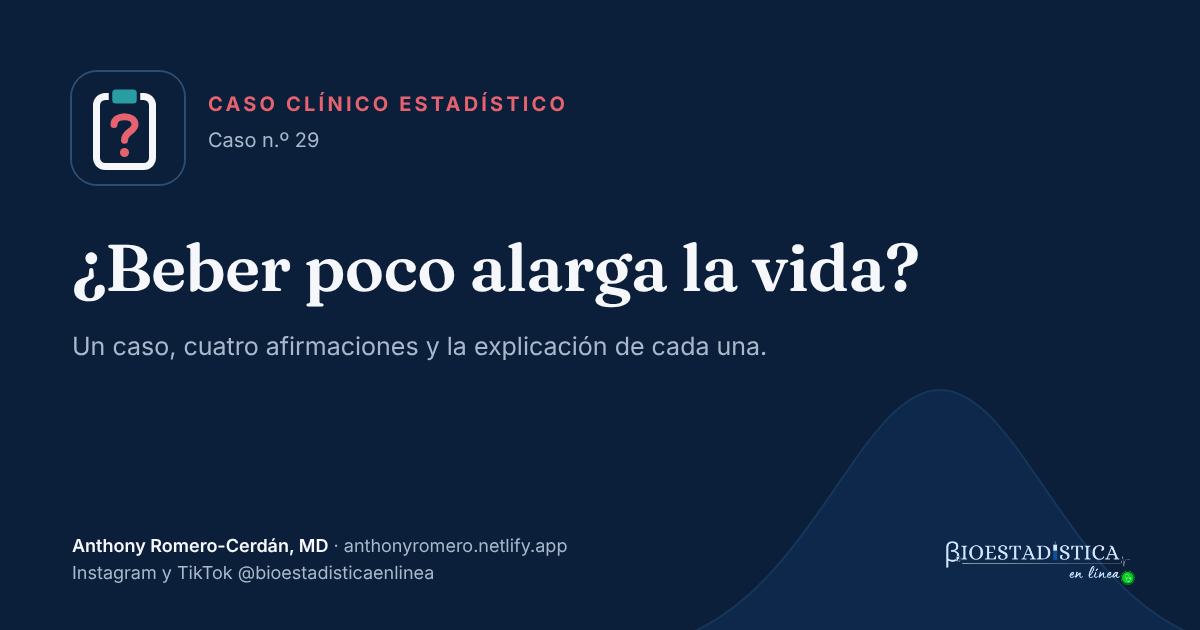 CASO CLÍNICO ESTADÍSTICO
Caso n.º 29
¿Beber poco alarga la vida?
Un caso, cuatro afirmaciones y la explicación de cada una.
Anthony Romero-Cerdán, MD · anthonyromero.netlify.app
Instagram y TikTok @bioestadisticaenlinea
βIOESTADÍSTICA
en línea